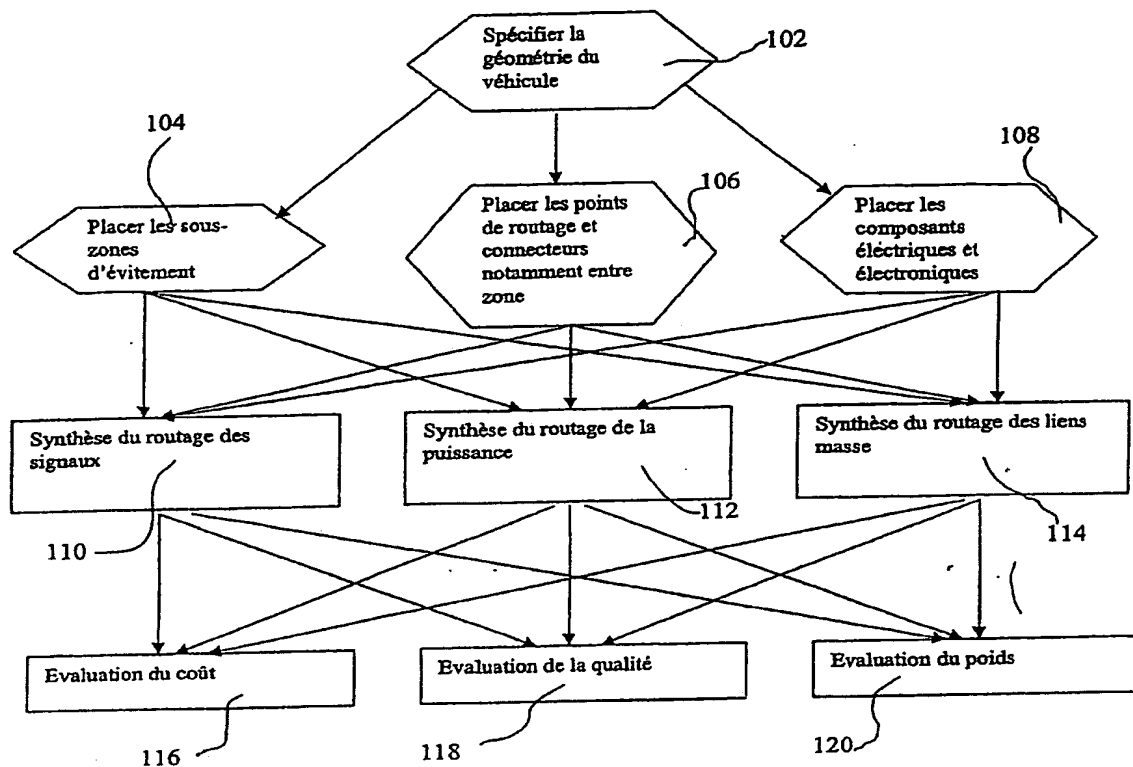 Spécifier la
géométrie du
véhicule
102
104
106
108
Placer les sous-
zones
d'évitement
Placer les points
de routage et
connecteurs
notamment entre
zone
Placer les
composants
électriques et
électroniques
Synthèse du routage des
signaux
Synthèse du routage de la
puissance
Synthèse du routage des liens
masse
110
112
114
Evaluation du coût
Evaluation de la qualité
Evaluation du poids
116
118
120